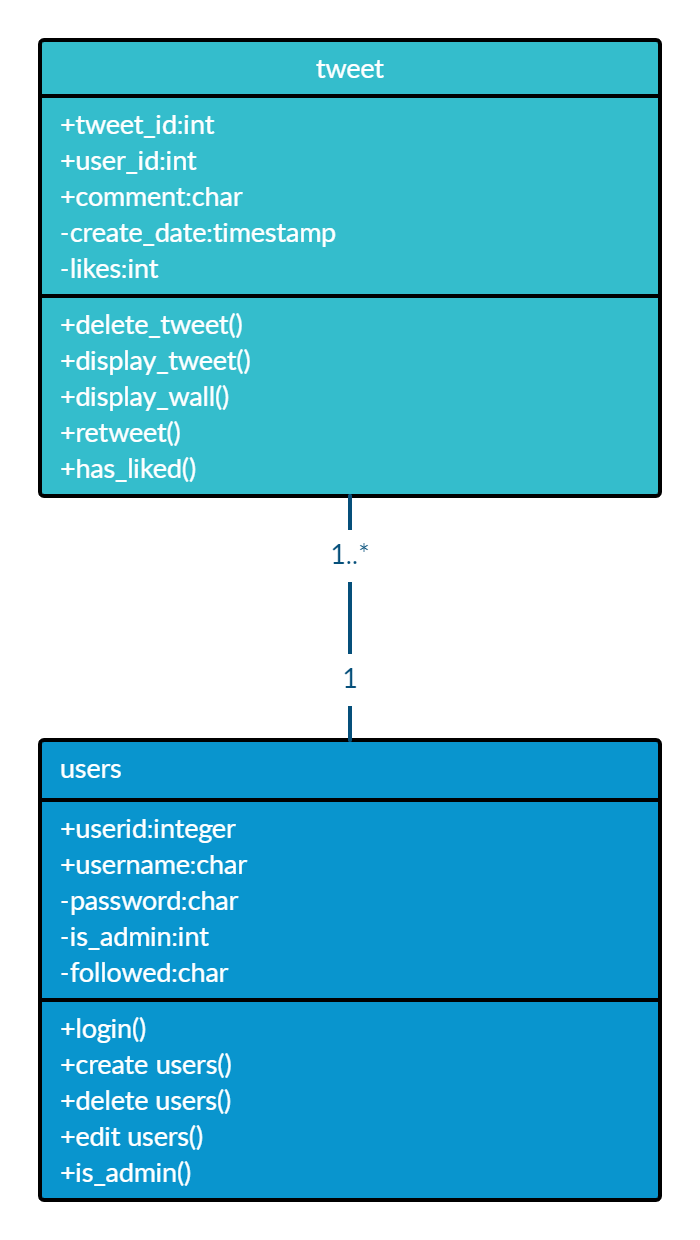 tweet
+tweet_id:int
+user_id:int
+comment:char
-create_date:timestamp
-likes:int
+delete_tweet()
+display_tweet()
+display_wall()
+retweet()
+has_liked()
1..*
1
users
+userid:integer
+username:char
-password:char
-is_admin:int
-followed:char
+login()
+create users()
+delete users()
+edit users()
+is_admin()